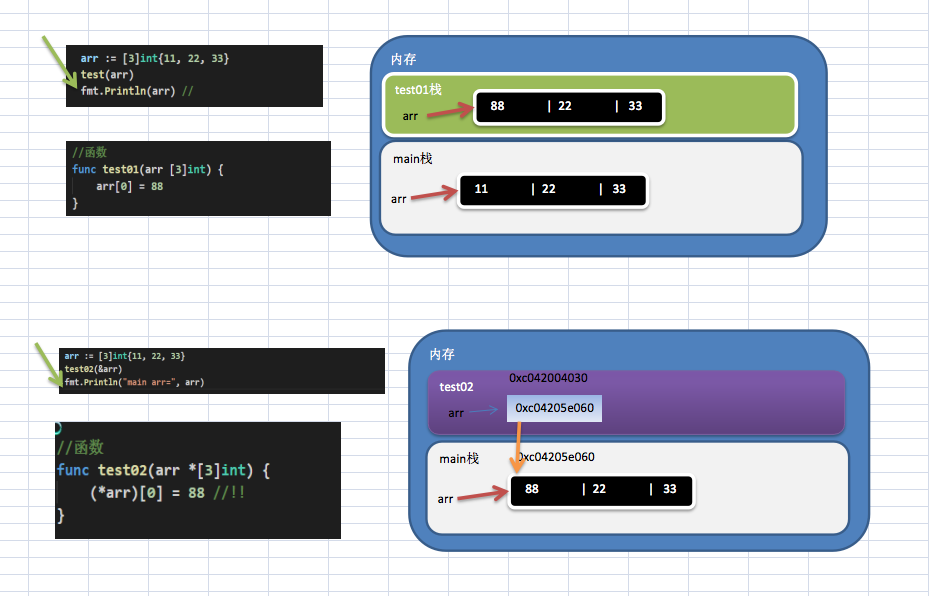 arr := [3]int{11, 22, 33}
test(arr)
fmt.Println(arr) //
//函数
func test01(arr [3]int) {
arr[0] = 88
}
内存
test01栈
arr
88 | 22 | 33
main栈
arr
11 | 22 | 33
arr := [3]int{11, 22, 33}
test02(&arr)
fmt.Println("main arr=", arr)
//函数
func test02(arr *[3]int) {
(*arr)[0] = 88 //!!
}
内存
0xc042004030
test02
arr
0xc04205e060
main栈
0xc04205e060
arr
88 | 22 | 33